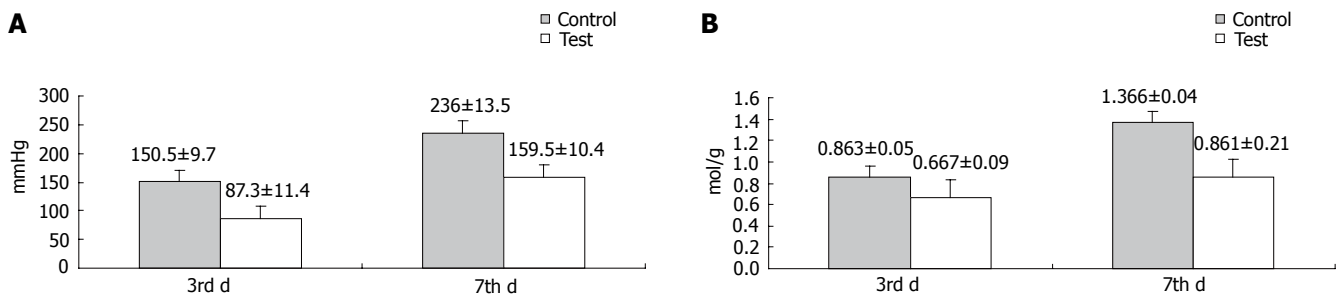 A
Control
Test
mmHg
300
250
200
150
100
50
0
150.5±9.7
87.3±11.4
236±13.5
159.5±10.4
3rd d
7th d
B
Control
Test
mol/g
1.6
1.4
1.2
1.0
0.8
0.6
0.4
0.2
0.0
0.863±0.05
0.667±0.09
1.366±0.04
0.861±0.21
3rd d
7th d